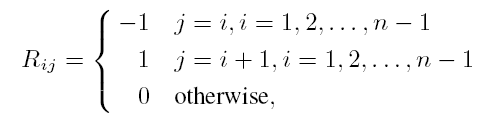 R_{ij} = { −1 j = i, i = 1, 2, . . . , n − 1
1 j = i + 1, i = 1, 2, . . . , n − 1
0 otherwise,